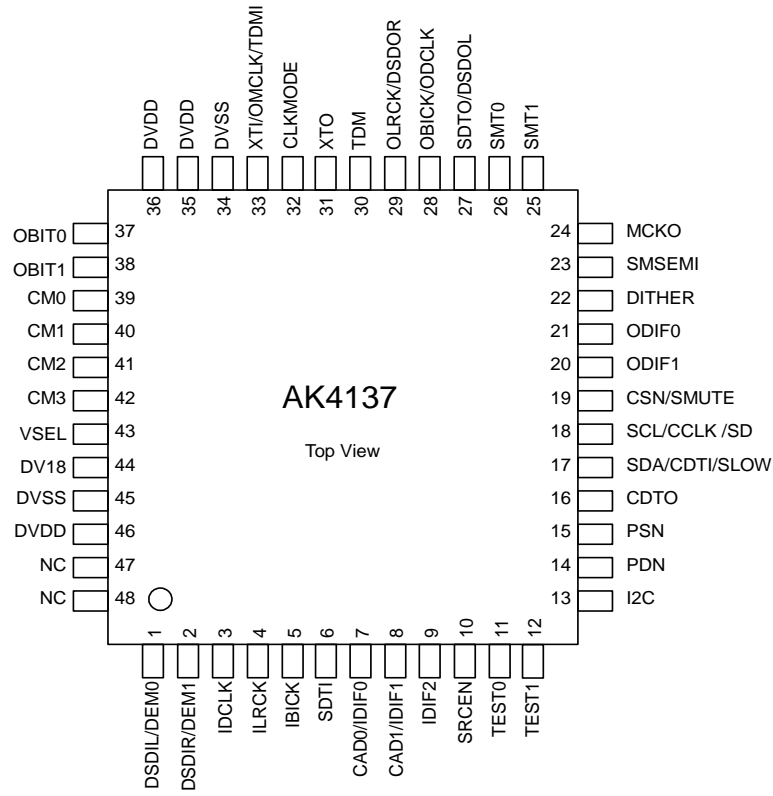 DVDD
DVDD
DVSS
XTI/OMCLK/TDMI
CLKMODE
XTO
TDM
OLRCK/DSDOR
OBICK/ODCLK
SDTO/DSDOL
SMT0
SMT1
36
35
34
33
32
31
30
29
28
27
26
25
OBIT0 37
OBIT1 38
CM0 39
CM1 40
CM2 41
CM3 42
VSEL 43
DV18 44
DVSS 45
DVDD 46
NC 47
NC 48
AK4137
Top View
24 MCKO
23 SMSEMI
22 DITHER
21 ODIF0
20 ODIF1
19 CSN/SMUTE
18 SCL/CCLK /SD
17 SDA/CDTI/SLOW
16 CDTO
15 PSN
14 PDN
13 I2C
1
2
3
4
5
6
7
8
9
10
11
12
DSDIL/DEM0
DSDIR/DEM1
IDCLK
ILRCK
IBICK
SDTI
CAD0/IDIF0
CAD1/IDIF1
IDIF2
SRCEN
TEST0
TEST1